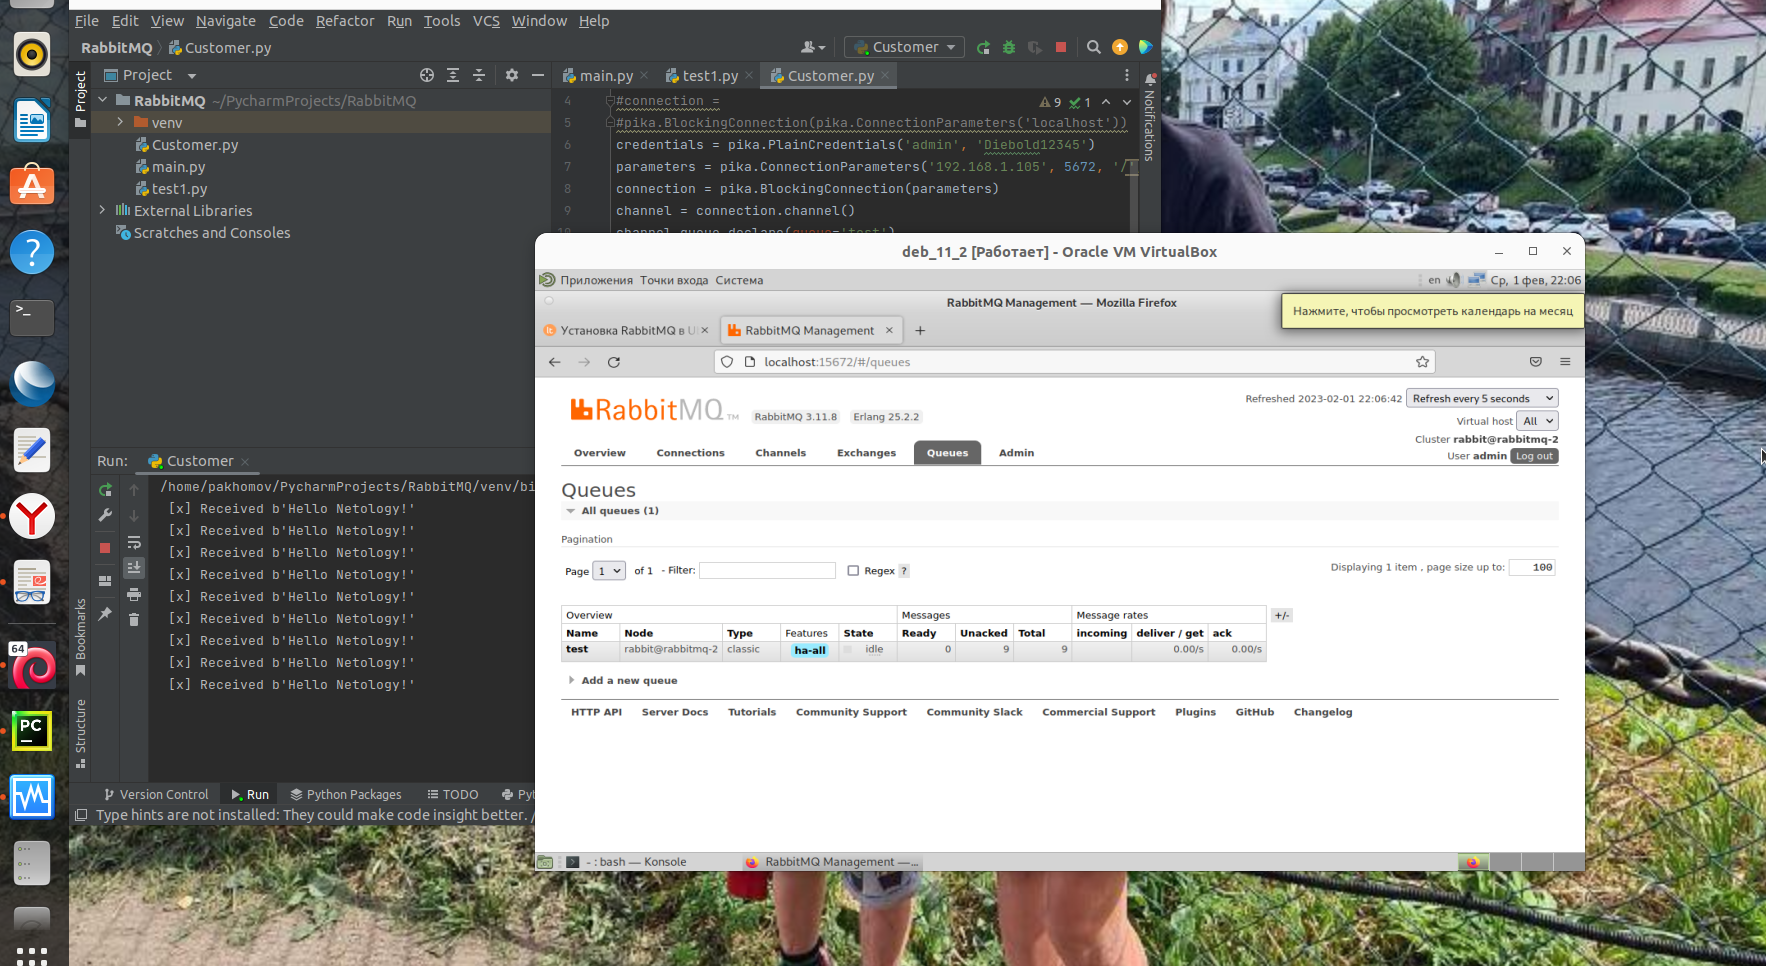 File Edit View Navigate Code Refactor Run Tools VCS Window Help
RabbitMQ Customer.py
Customer
Project
Project
main.py test1.py Customer.py
Notifications
RabbitMQ ~/PycharmProjects/RabbitMQ
venv
Customer.py
main.py
test1.py
External Libraries
Scratches and Consoles
9 1
4 #connection =
5 #pika.BlockingConnection(pika.ConnectionParameters('localhost'))
6 credentials = pika.PlainCredentials('admin', 'Diebold12345')
7 parameters = pika.ConnectionParameters('192.168.1.105', 5672, '/'
8 connection = pika.BlockingConnection(parameters)
9 channel = connection.channel()
10 channel.queue_declare(queue='test')
Run: Customer
/home/pakhomov/PycharmProjects/RabbitMQ/venv/bi
[x] Received b'Hello Netology!'
[x] Received b'Hello Netology!'
[x] Received b'Hello Netology!'
[x] Received b'Hello Netology!'
[x] Received b'Hello Netology!'
[x] Received b'Hello Netology!'
[x] Received b'Hello Netology!'
[x] Received b'Hello Netology!'
[x] Received b'Hello Netology!'
Bookmarks
Structure
Version Control Run Python Packages TODO Pyt
Type hints are not installed: They could make code insight better. /
64
PC
deb_11_2 [Работает] - Oracle VM VirtualBox
Приложения Точки входа Система
en Ср, 1 фев, 22:06
RabbitMQ Management — Mozilla Firefox
Нажмите, чтобы просмотреть календарь на месяц
Установка RabbitMQ в U RabbitMQ Management
localhost:15672/#/queues
RabbitMQ TM RabbitMQ 3.11.8 Erlang 25.2.2
Refreshed 2023-02-01 22:06:42 Refresh every 5 seconds
Virtual host All
Cluster rabbit@rabbitmq-2
User admin Log out
Overview Connections Channels Exchanges Queues Admin
Queues
All queues (1)
Pagination
Page 1 of 1 - Filter: Regex ?
Displaying 1 item , page size up to: 100
Overview Messages Message rates +/-
Name Node Type Features State Ready Unacked Total incoming deliver / get ack
test rabbit@rabbitmq-2 classic ha-all idle 0 9 9 0.00/s 0.00/s
Add a new queue
HTTP API Server Docs Tutorials Community Support Community Slack Commercial Support Plugins GitHub Changelog
- : bash — Konsole RabbitMQ Management —...